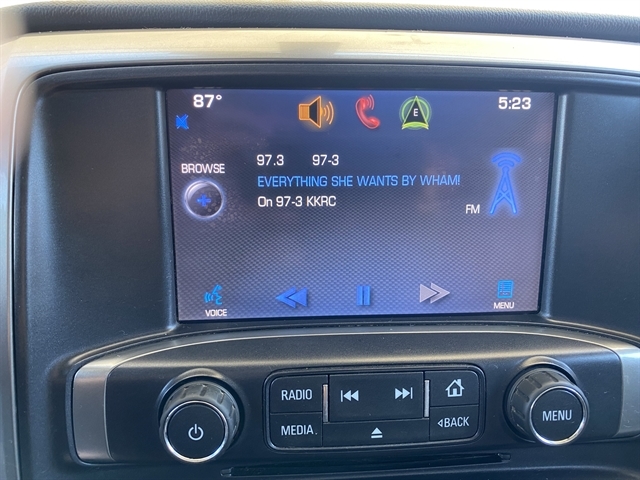 87° 5:23
E
BROWSE
97.3 97-3
EVERYTHING SHE WANTS BY WHAM!
On 97-3 KKRC
FM
VOICE
MENU
RADIO
MEDIA
BACK
MENU